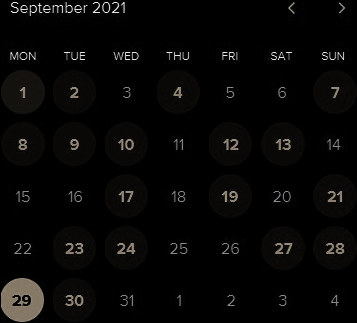 September 2021 < >
MON TUE WED THU FRI SAT SUN
1 2 3 4 5 6 7
8 9 10 11 12 13 14
15 16 17 18 19 20 21
22 23 24 25 26 27 28
29 30 31 1 2 3 4